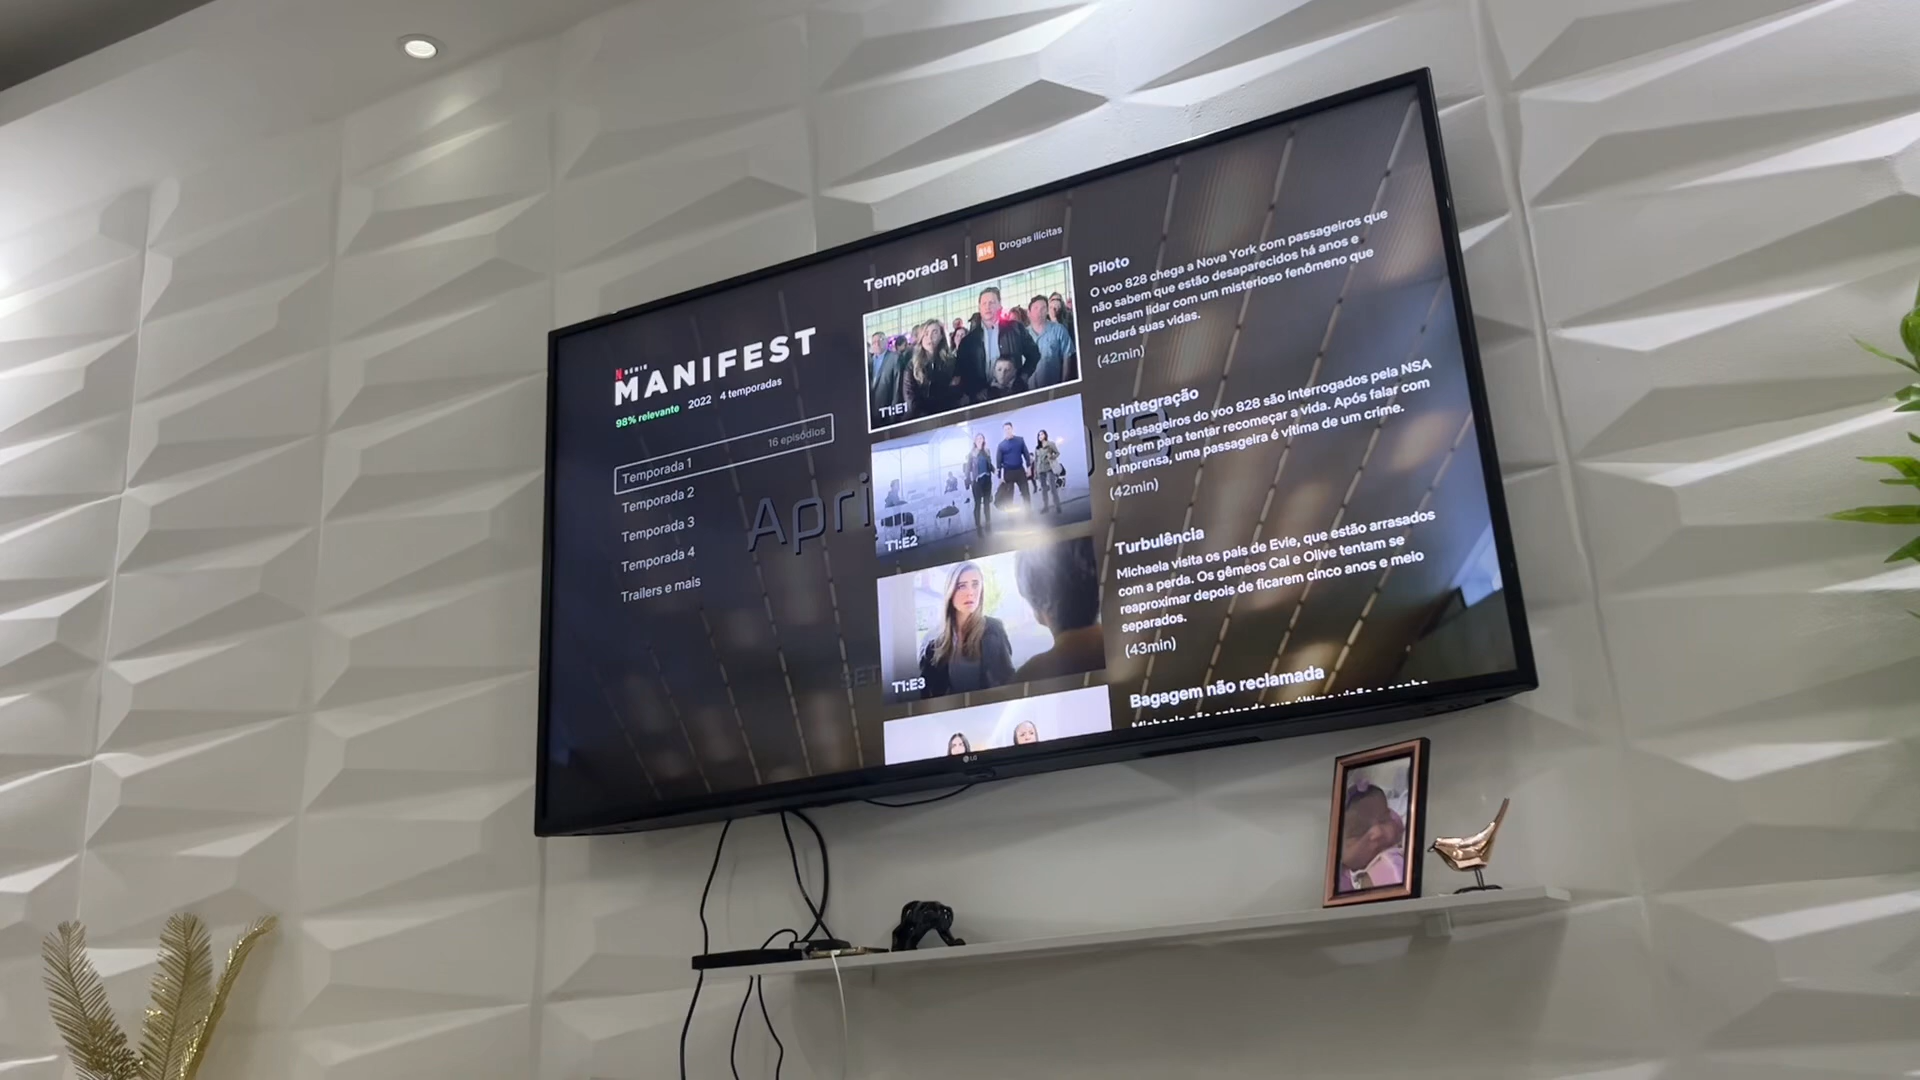 N SÉRIE
MANIFEST
98% relevante 2022 4 temporadas
Temporada 1 16 episódios
Temporada 2
Temporada 3
Temporada 4
Trailers e mais
Temporada 1 · A14 Drogas Ilícitas
T1:E1
Piloto
O voo 828 chega a Nova York com passageiros que
não sabem que estão desaparecidos há anos e
precisam lidar com um misterioso fenômeno que
mudará suas vidas.
(42min)
T1:E2
Reintegração
Os passageiros do voo 828 são interrogados pela NSA
e sofrem para tentar recomeçar a vida. Após falar com
a imprensa, uma passageira é vítima de um crime.
(42min)
T1:E3
Turbulência
Michaela visita os pais de Evie, que estão arrasados
com a perda. Os gêmeos Cal e Olive tentam se
reaproximar depois de ficarem cinco anos e meio
separados.
(43min)
Bagagem não reclamada
Apri
018
SET
LG